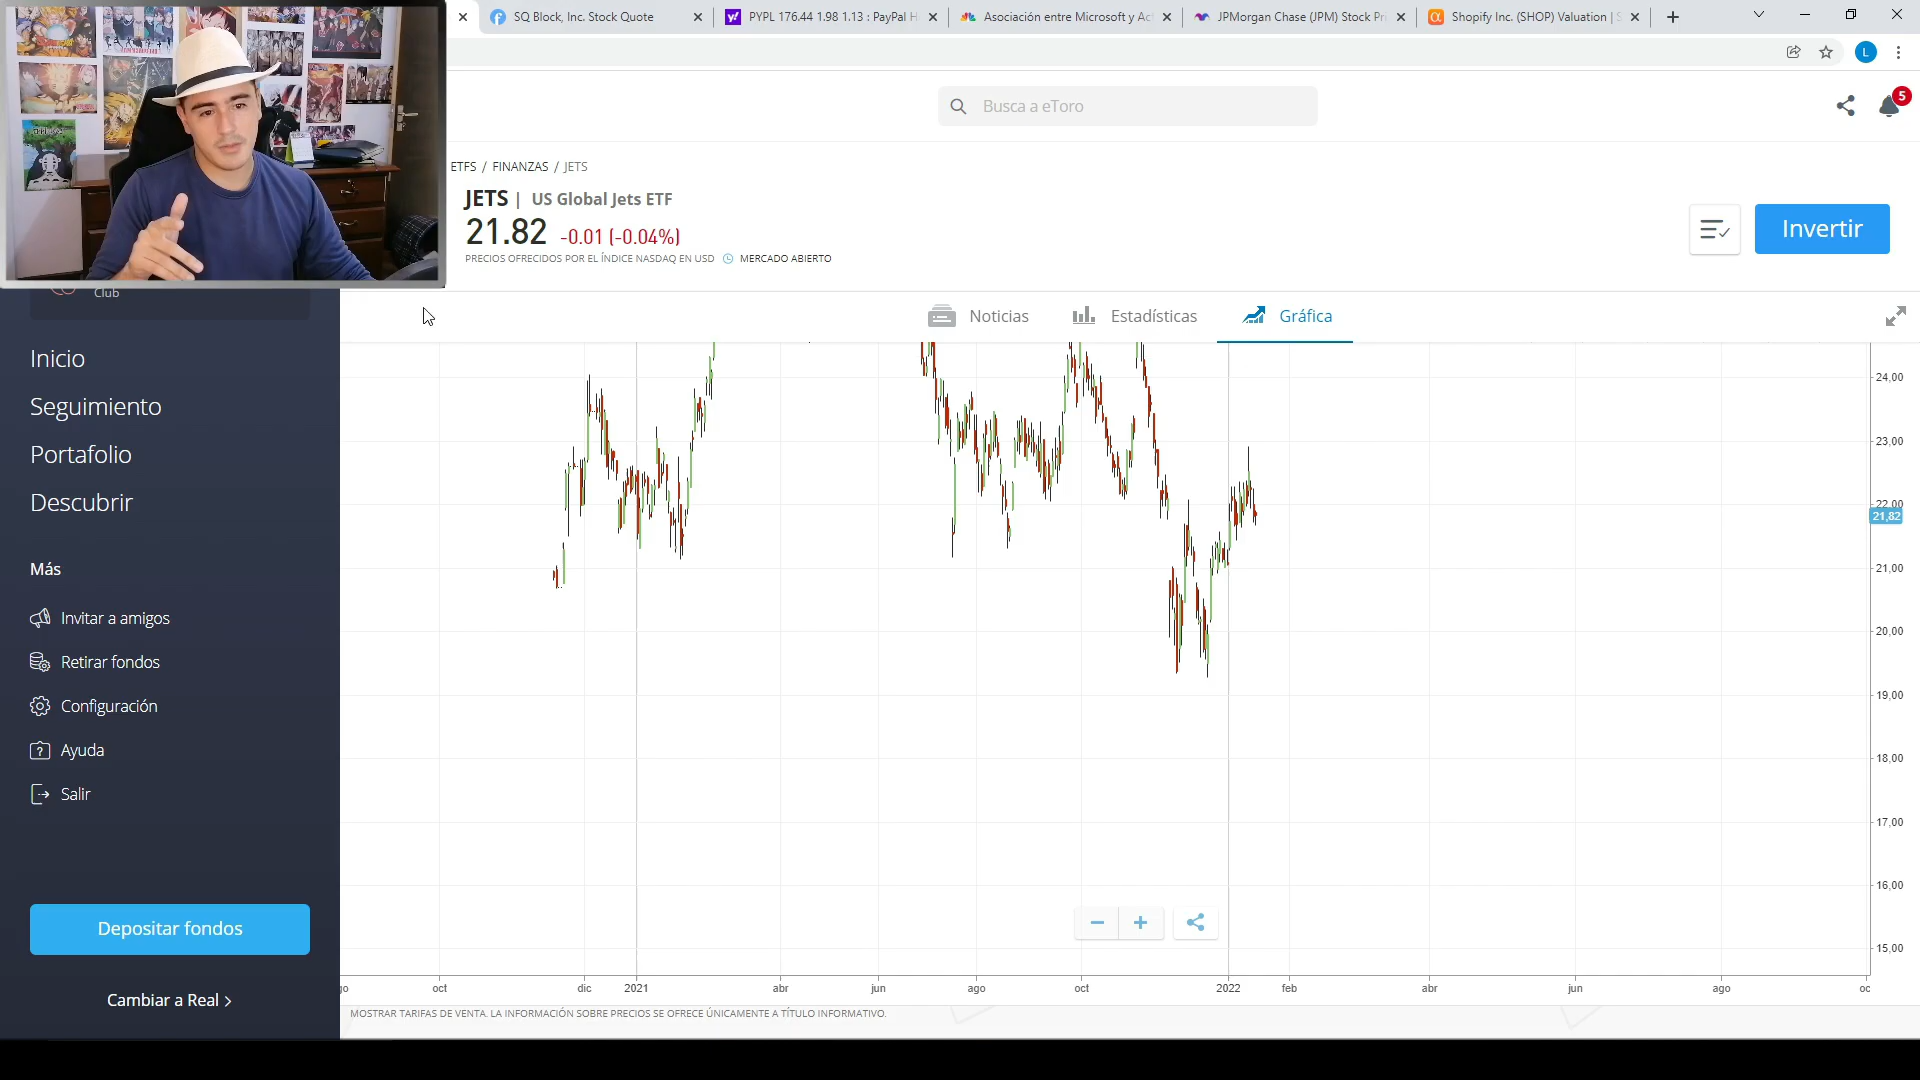 SQ Block, Inc. Stock Quote
PYPL 176.44 1.98 1.13 : PayPal H
Asociación entre Microsoft y Act
JPMorgan Chase (JPM) Stock Pri
Shopify Inc. (SHOP) Valuation | S
L
Busca a eToro
5
ETFS / FINANZAS / JETS
JETS | US Global Jets ETF
21.82 -0.01 (-0.04%)
PRECIOS OFRECIDOS POR EL ÍNDICE NASDAQ EN USD MERCADO ABIERTO
Invertir
Club
Noticias
Estadísticas
Gráfica
Inicio
Seguimiento
Portafolio
Descubrir
Más
Invitar a amigos
Retirar fondos
Configuración
Ayuda
Salir
Depositar fondos
Cambiar a Real >
24,00
23,00
22,00
21,82
21,00
20,00
19,00
18,00
17,00
16,00
15,00
go oct dic 2021 abr jun ago oct 2022 feb abr jun ago oc
MOSTRAR TARIFAS DE VENTA. LA INFORMACIÓN SOBRE PRECIOS SE OFRECE ÚNICAMENTE A TÍTULO INFORMATIVO.